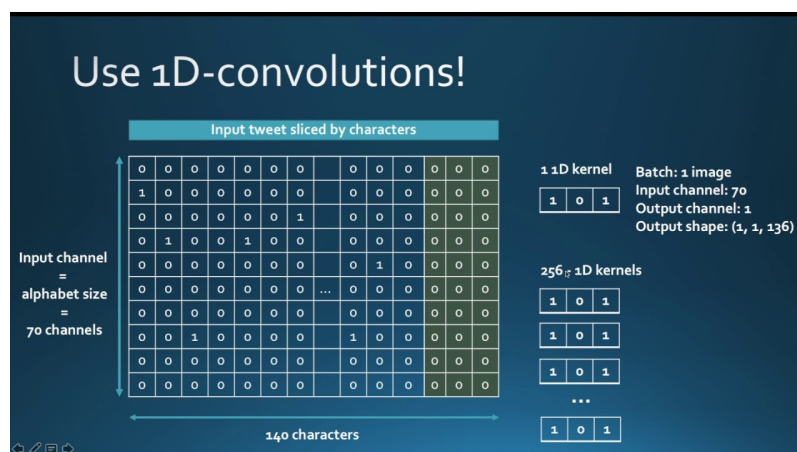 Use 1D-convolutions!
Input tweet sliced by characters
0 0 0 0 0 0 0 0 0 0 0 0 0
1 0 0 0 0 0 0 0 0 0 0 0 0
0 0 0 0 0 0 1 0 0 0 0 0 0
0 1 0 0 1 0 0 0 0 0 0 0 0
0 0 0 0 0 0 0 0 1 0 0 0 0
0 0 0 0 0 0 0 ... 0 0 0 0 0 0
0 0 0 0 0 0 0 0 0 0 0 0 0
0 0 1 0 0 0 0 1 0 0 0 0 0
0 0 0 0 0 0 0 0 0 0 0 0 0
0 0 0 0 0 0 0 0 0 0 0 0 0
Input channel
=
alphabet size
=
70 channels
140 characters
1 1D kernel
1 0 1
Batch: 1 image
Input channel: 70
Output channel: 1
Output shape: (1, 1, 136)
256 1D kernels
1 0 1
1 0 1
1 0 1
...
1 0 1